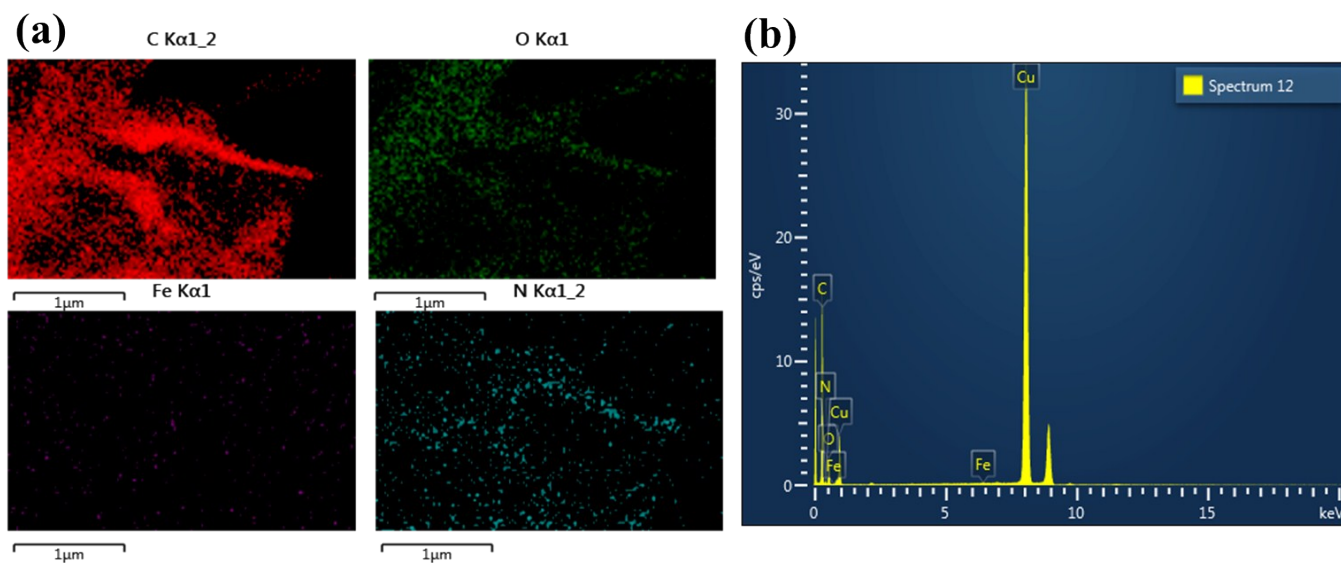 (a)
C Kα1_2
O Kα1
1μm
1μm
Fe Kα1
N Kα1_2
1μm
1μm
(b)
Spectrum 12
cps/eV
30
20
10
0
Cu
C
N
Cu
O
Fe
Fe
0
5
10
15
keV